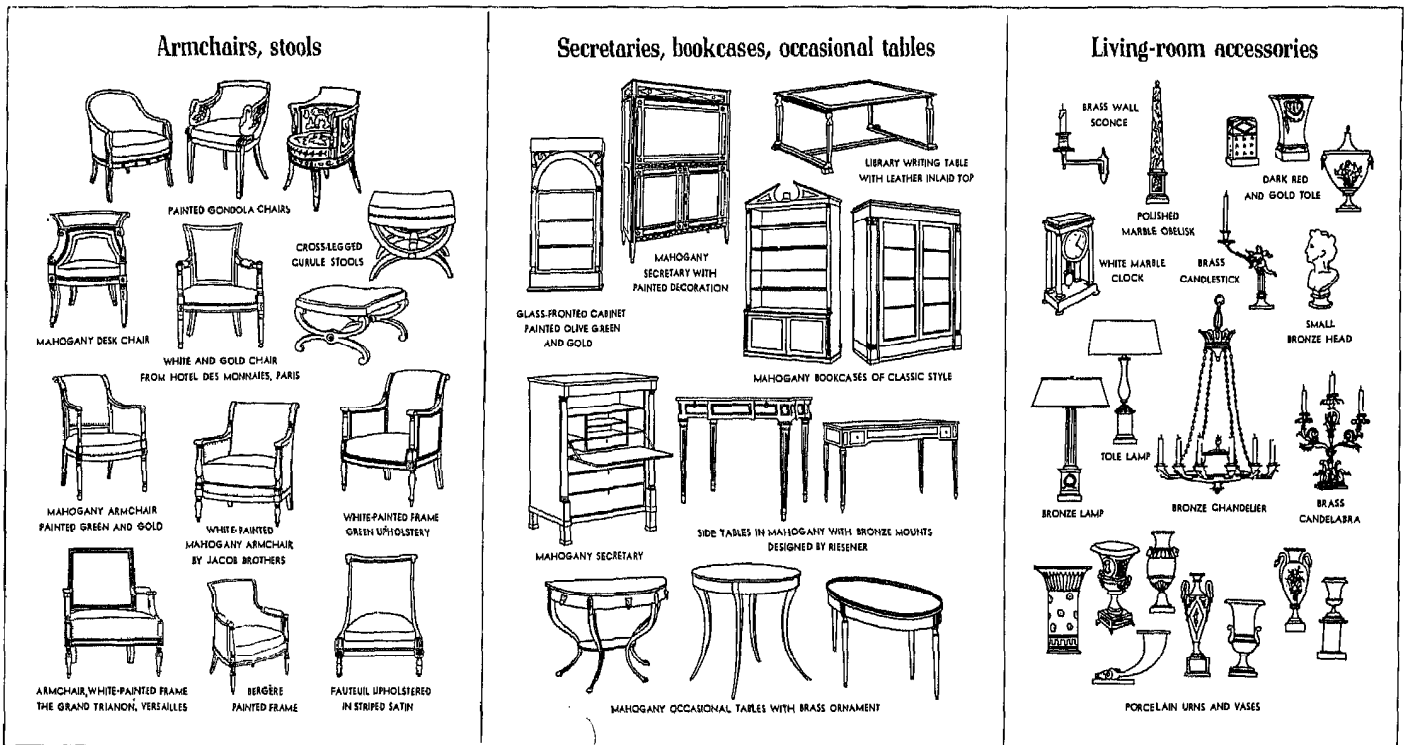 Armchairs, stools
PAINTED GONDOLA CHAIRS
CROSS-LEGGED
GURULE STOOLS
MAHOGANY DESK CHAIR
WHITE AND GOLD CHAIR
FROM HOTEL DES MONNAIES, PARIS
MAHOGANY ARMCHAIR
PAINTED GREEN AND GOLD
WHITE-PAINTED
MAHOGANY ARMCHAIR
BY JACOB BROTHERS
WHITE-PAINTED FRAME
GREEN UPHOLSTERY
ARMCHAIR, WHITE-PAINTED FRAME
THE GRAND TRIANON, VERSAILLES
BERGÈRE
PAINTED FRAME
FAUTEUIL UPHOLSTERED
IN STRIPED SATIN
Secretaries, bookcases, occasional tables
LIBRARY WRITING TABLE
WITH LEATHER INLAID TOP
MAHOGANY
SECRETARY WITH
PAINTED DECORATION
GLASS-FRONTED CABINET
PAINTED OLIVE GREEN
AND GOLD
MAHOGANY BOOKCASES OF CLASSIC STYLE
MAHOGANY SECRETARY
SIDE TABLES IN MAHOGANY WITH BRONZE MOUNTS
DESIGNED BY RIESENER
MAHOGANY OCCASIONAL TABLES WITH BRASS ORNAMENT
Living-room accessories
BRASS WALL
SCONCE
DARK RED
AND GOLD TOLE
POLISHED
MARBLE OBELISK
WHITE MARBLE
CLOCK
BRASS
CANDLESTICK
SMALL
BRONZE HEAD
TOLE LAMP
BRONZE LAMP
BRONZE CHANDELIER
BRASS
CANDELABRA
PORCELAIN URNS AND VASES